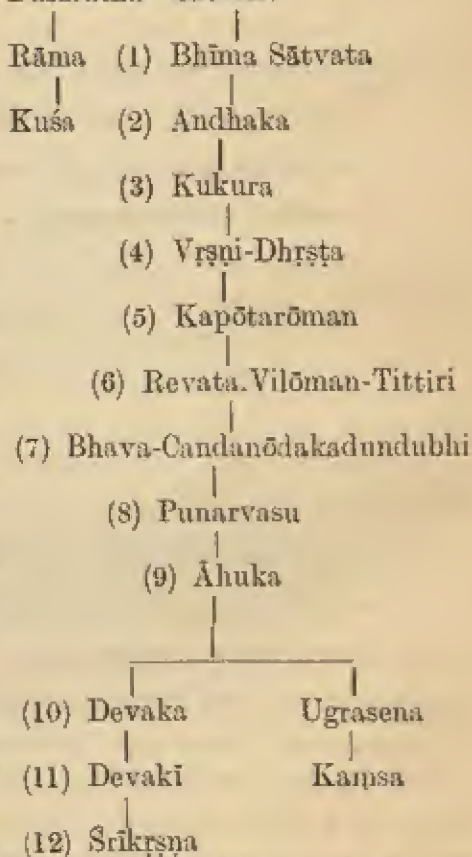 Rāma (1) Bhīma Sātvata
Kuśa (2) Andhaka
(3) Kukura
(4) Vṛṣṇi-Dhṛṣṭa
(5) Kapōtarōman
(6) Revata.Vilōman-Tittiri
(7) Bhava-Candanōdakadundubhi
(8) Punarvasu
(9) Āhuka
(10) Devaka Ugrasena
(11) Devakī Kaṃsa
(12) Śrīkṛṣṇa